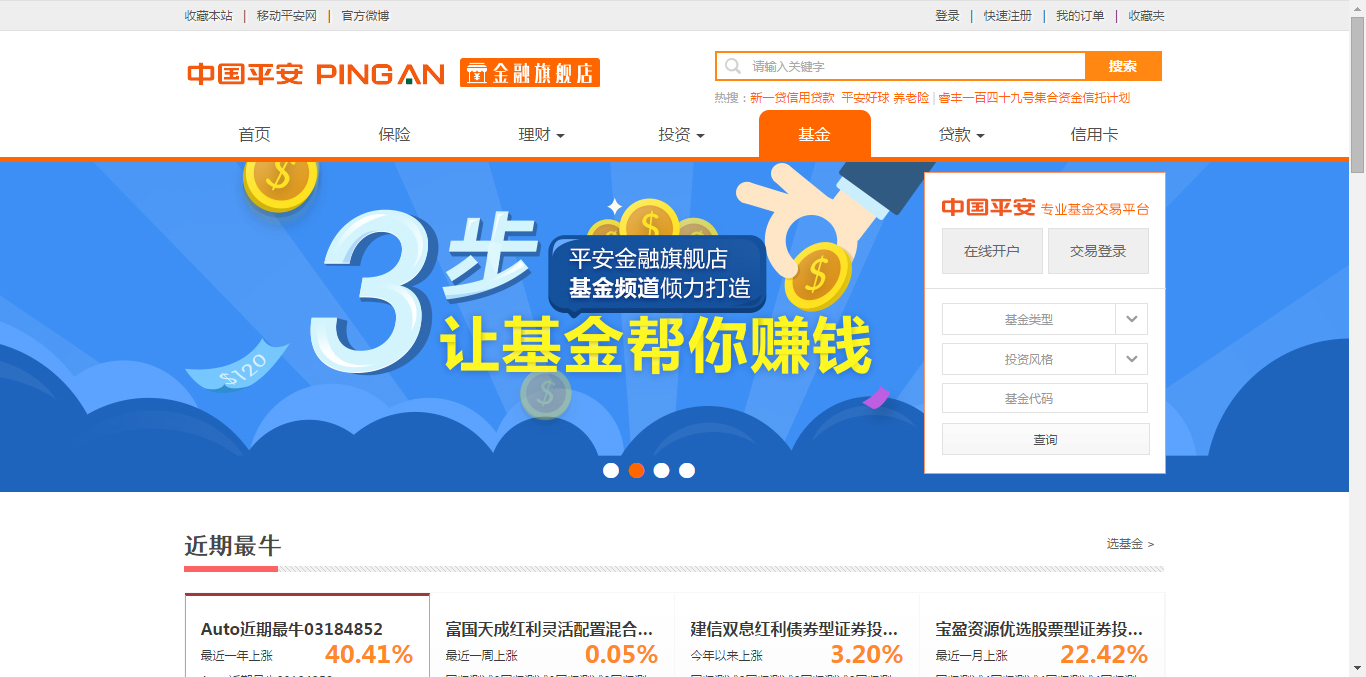 收藏本站 | 移动平安网 | 官方微博
登录 | 快速注册 | 我的订单 | 收藏夹
中国平安 PING AN 金融旗舰店
请输入关键字 搜索
热搜：新一贷信用贷款 平安好球 养老险 | 睿丰一百四十九号集合资金信托计划
首页 保险 理财 投资 基金 贷款 信用卡
3步
平安金融旗舰店
基金频道倾力打造
让基金帮你赚钱
$120
中国平安 专业基金交易平台
在线开户 交易登录
基金类型
投资风格
基金代码
查询
近期最牛
选基金 >
Auto近期最牛03184852
最近一年上涨 40.41%
富国天成红利灵活配置混合...
最近一周上涨 0.05%
建信双息红利债券型证券投...
今年以来上涨 3.20%
宝盈资源优选股票型证券投...
最近一月上涨 22.42%